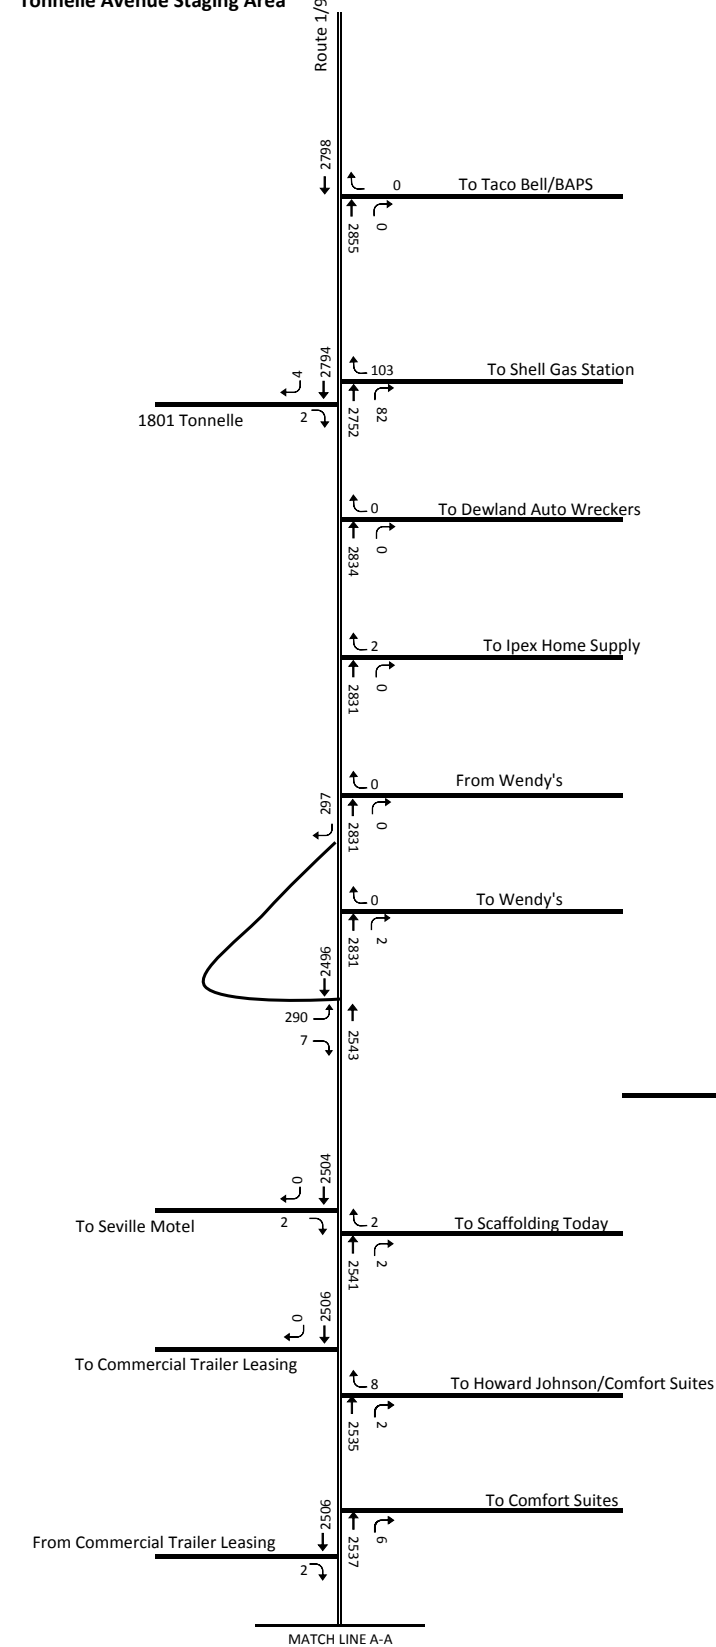 Tonnelle Avenue Staging Area
Route 1/9
2798
0
To Taco Bell/BAPS
2855
0
4
2794
103
To Shell Gas Station
1801 Tonnelle
2
2752
82
0
To Dewland Auto Wreckers
2834
0
2
To Ipex Home Supply
2831
0
0
From Wendy's
297
2831
0
0
To Wendy's
2496
2831
2
290
7
2543
0
2504
To Seville Motel
2
2
To Scaffolding Today
2541
2
0
2506
To Commercial Trailer Leasing
8
To Howard Johnson/Comfort Suites
2535
2
2506
To Comfort Suites
2537
6
From Commercial Trailer Leasing
2
MATCH LINE A-A